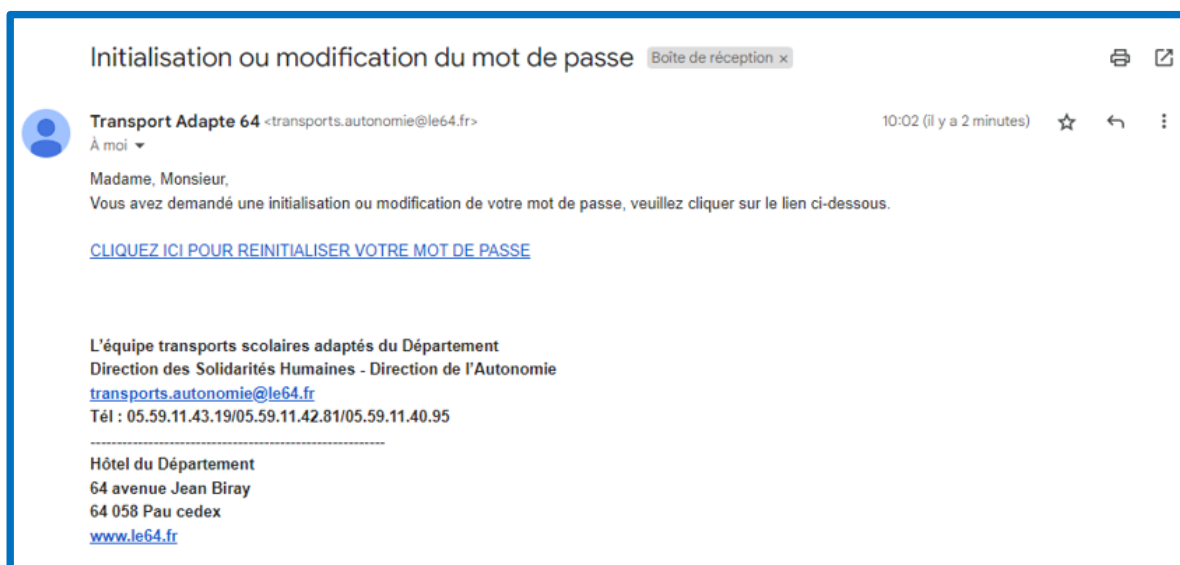 Initialisation ou modification du mot de passe Boîte de réception ×
Transport Adapte 64 <transports.autonomie@le64.fr> 10:02 (il y a 2 minutes)
À moi
Madame, Monsieur,
Vous avez demandé une initialisation ou modification de votre mot de passe, veuillez cliquer sur le lien ci-dessous.
CLIQUEZ ICI POUR REINITIALISER VOTRE MOT DE PASSE
L'équipe transports scolaires adaptés du Département
Direction des Solidarités Humaines - Direction de l'Autonomie
transports.autonomie@le64.fr
Tél : 05.59.11.43.19/05.59.11.42.81/05.59.11.40.95
--------------------------------------------------------
Hôtel du Département
64 avenue Jean Biray
64 058 Pau cedex
www.le64.fr